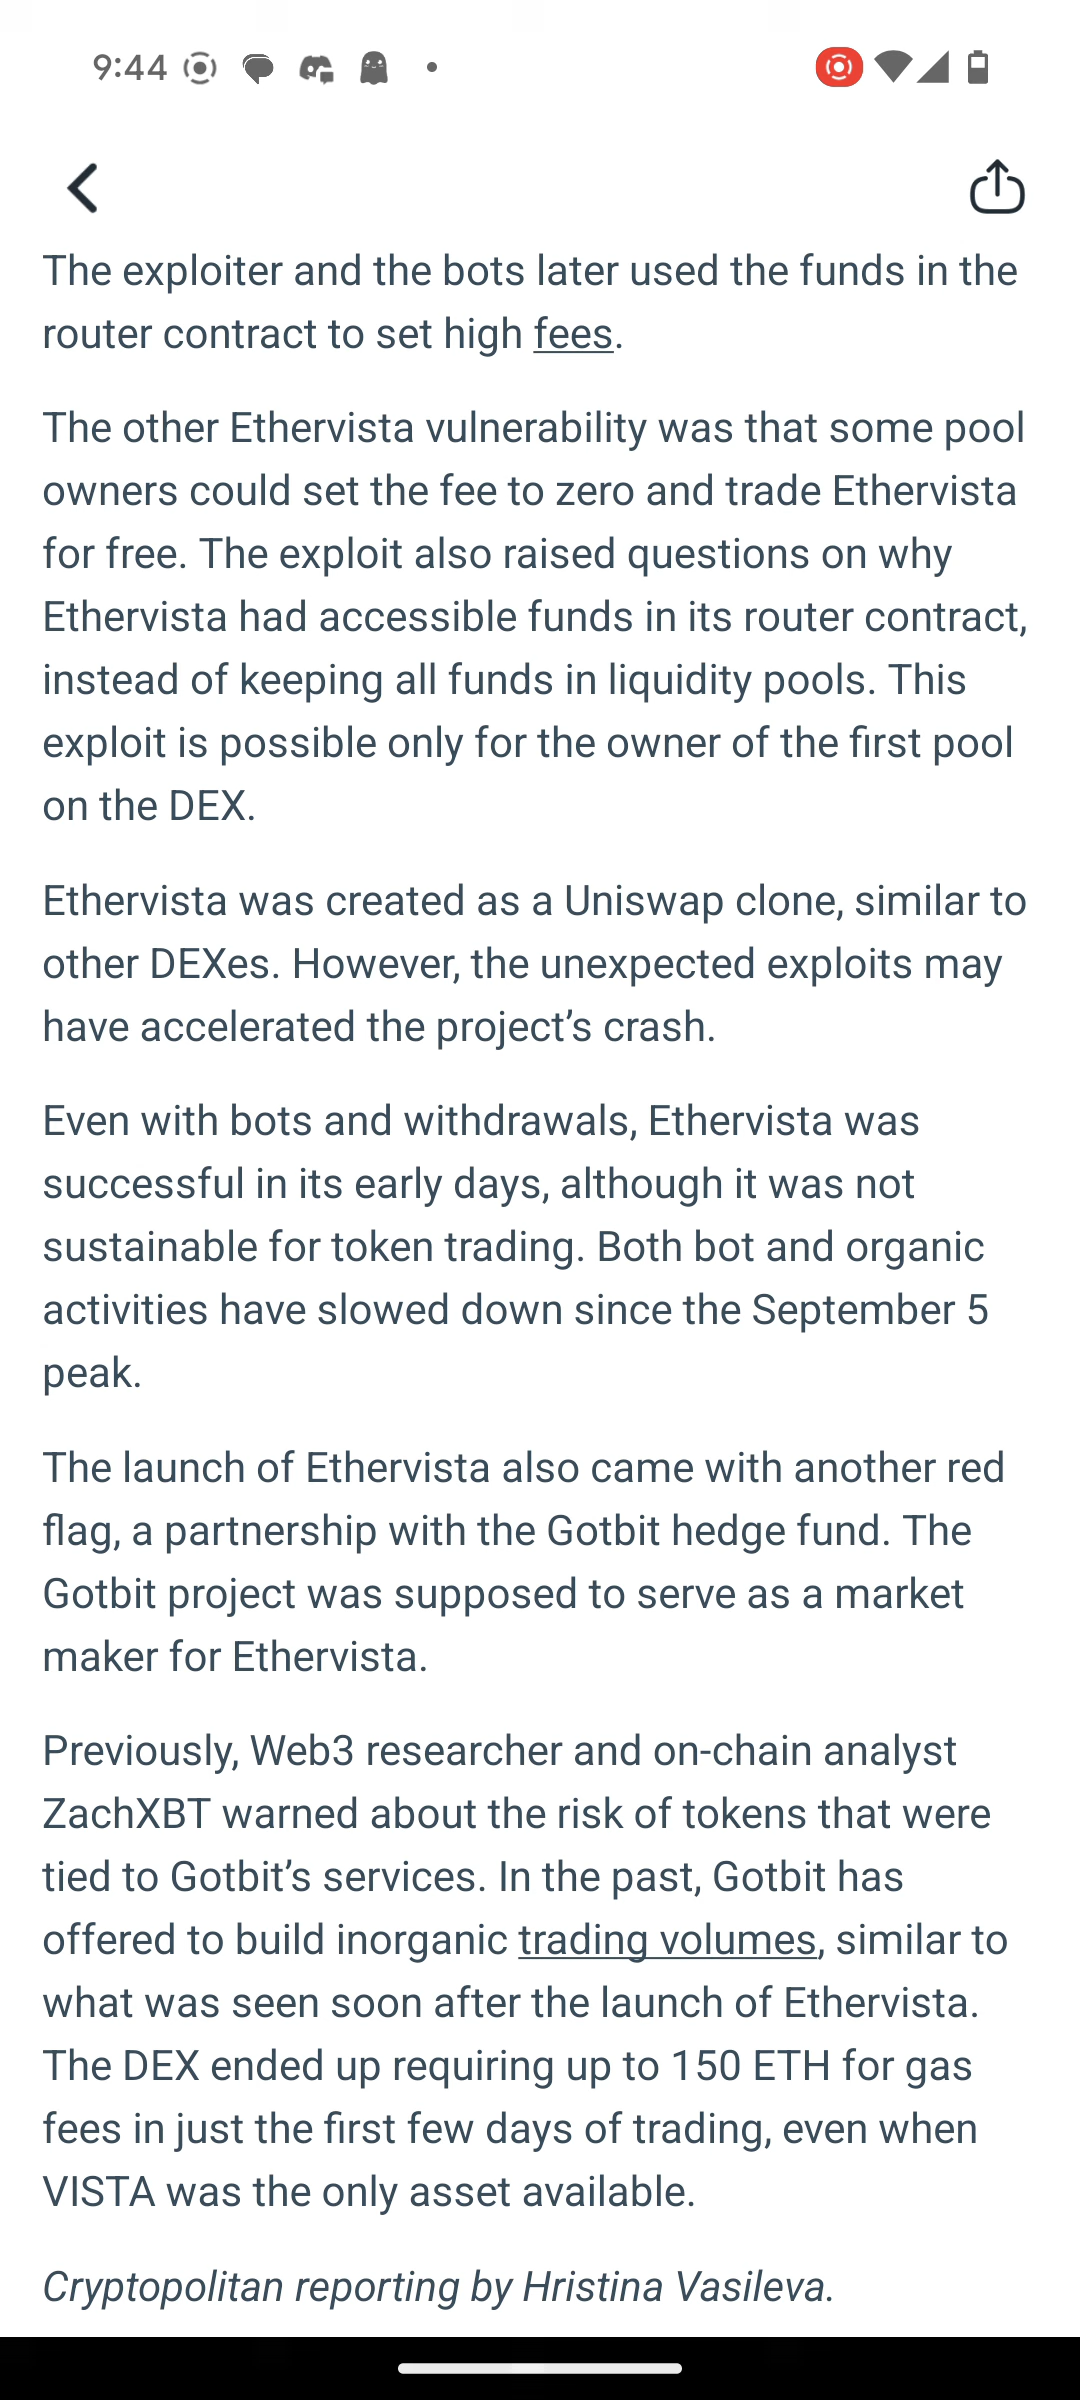 9:44
The exploiter and the bots later used the funds in the
router contract to set high fees.
The other Ethervista vulnerability was that some pool
owners could set the fee to zero and trade Ethervista
for free. The exploit also raised questions on why
Ethervista had accessible funds in its router contract,
instead of keeping all funds in liquidity pools. This
exploit is possible only for the owner of the first pool
on the DEX.
Ethervista was created as a Uniswap clone, similar to
other DEXes. However, the unexpected exploits may
have accelerated the project’s crash.
Even with bots and withdrawals, Ethervista was
successful in its early days, although it was not
sustainable for token trading. Both bot and organic
activities have slowed down since the September 5
peak.
The launch of Ethervista also came with another red
flag, a partnership with the Gotbit hedge fund. The
Gotbit project was supposed to serve as a market
maker for Ethervista.
Previously, Web3 researcher and on-chain analyst
ZachXBT warned about the risk of tokens that were
tied to Gotbit’s services. In the past, Gotbit has
offered to build inorganic trading volumes, similar to
what was seen soon after the launch of Ethervista.
The DEX ended up requiring up to 150 ETH for gas
fees in just the first few days of trading, even when
VISTA was the only asset available.
Cryptopolitan reporting by Hristina Vasileva.